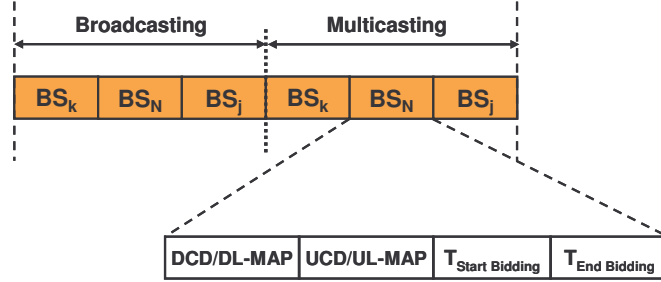 Broadcasting Multicasting
BSk BSN BSj BSk BSN BSj
DCD/DL-MAP UCD/UL-MAP TStart Bidding TEnd Bidding